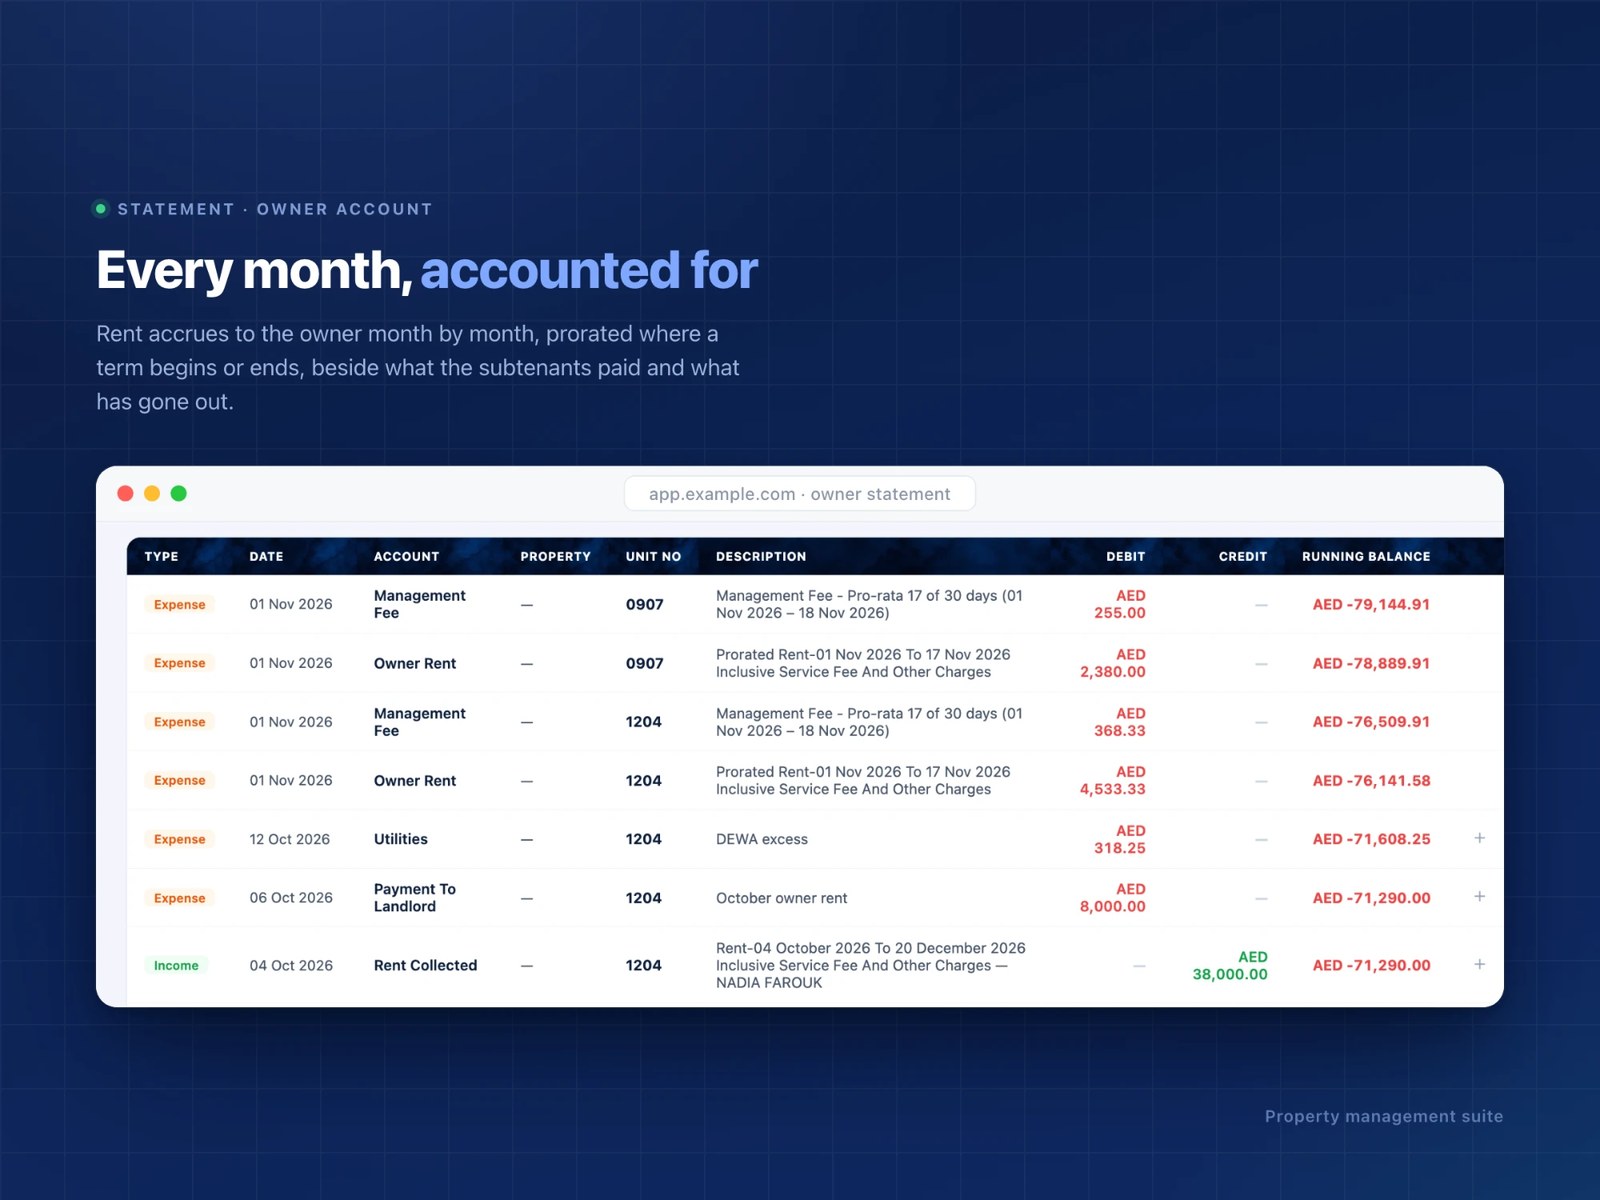 STATEMENT · OWNER ACCOUNT
Every month, accounted for
Rent accrues to the owner month by month, prorated where a
term begins or ends, beside what the subtenants paid and what
has gone out.
app.example.com · owner statement
TYPE DATE ACCOUNT PROPERTY UNIT NO DESCRIPTION DEBIT CREDIT RUNNING BALANCE
Expense 01 Nov 2026 Management Fee — 0907 Management Fee - Pro-rata 17 of 30 days (01 Nov 2026 – 18 Nov 2026) AED 255.00 — AED -79,144.91
Expense 01 Nov 2026 Owner Rent — 0907 Prorated Rent-01 Nov 2026 To 17 Nov 2026 Inclusive Service Fee And Other Charges AED 2,380.00 — AED -78,889.91
Expense 01 Nov 2026 Management Fee — 1204 Management Fee - Pro-rata 17 of 30 days (01 Nov 2026 – 18 Nov 2026) AED 368.33 — AED -76,509.91
Expense 01 Nov 2026 Owner Rent — 1204 Prorated Rent-01 Nov 2026 To 17 Nov 2026 Inclusive Service Fee And Other Charges AED 4,533.33 — AED -76,141.58
Expense 12 Oct 2026 Utilities — 1204 DEWA excess AED 318.25 — AED -71,608.25 +
Expense 06 Oct 2026 Payment To Landlord — 1204 October owner rent AED 8,000.00 — AED -71,290.00 +
Income 04 Oct 2026 Rent Collected — 1204 Rent-04 October 2026 To 20 December 2026 Inclusive Service Fee And Other Charges — NADIA FAROUK — AED 38,000.00 AED -71,290.00 +
Property management suite